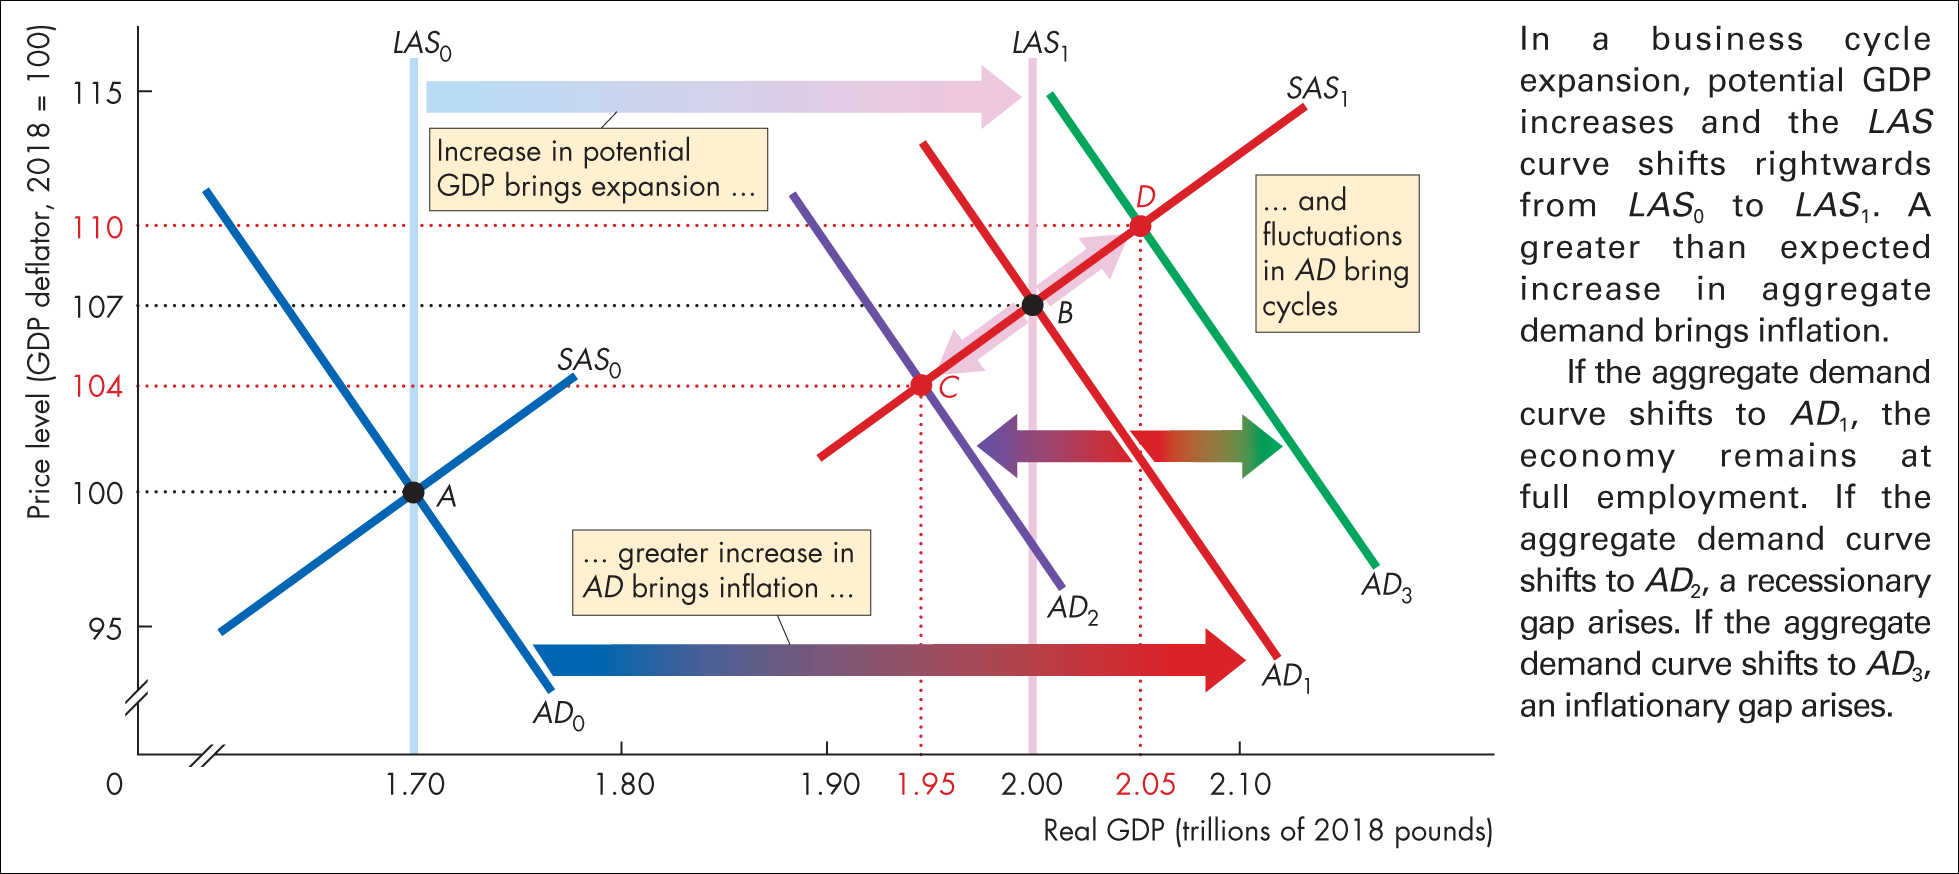 Price level (GDP deflator, 2018 = 100)
115
110
107
104
100
95
0
LAS₀
LAS₁
SAS₁
Increase in potential
GDP brings expansion …
D
… and
fluctuations
in AD bring
cycles
B
SAS₀
C
A
… greater increase in
AD brings inflation …
AD₂
AD₃
AD₁
AD₀
1.70
1.80
1.90
1.95
2.00
2.05
2.10
Real GDP (trillions of 2018 pounds)
In a business cycle
expansion, potential GDP
increases and the LAS
curve shifts rightwards
from LAS₀ to LAS₁. A
greater than expected
increase in aggregate
demand brings inflation.
If the aggregate demand
curve shifts to AD₁, the
economy remains at
full employment. If the
aggregate demand curve
shifts to AD₂, a recessionary
gap arises. If the aggregate
demand curve shifts to AD₃,
an inflationary gap arises.